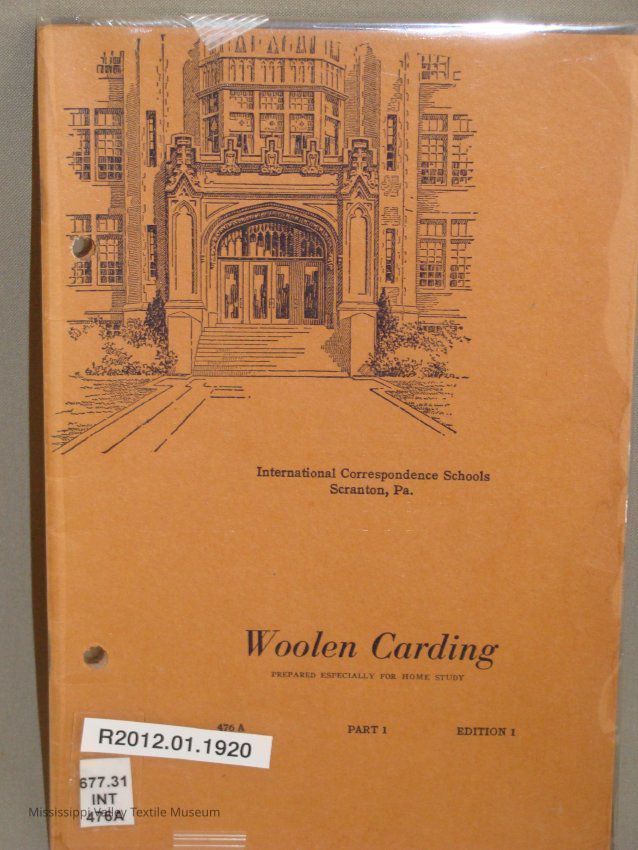 International Correspondence Schools
Scranton, Pa.
Woolen Carding
PREPARED ESPECIALLY FOR HOME STUDY
476 A PART 1 EDITION 1
R2012.01.1920
677.31
INT
476A
Mississippi Valley Textile Museum